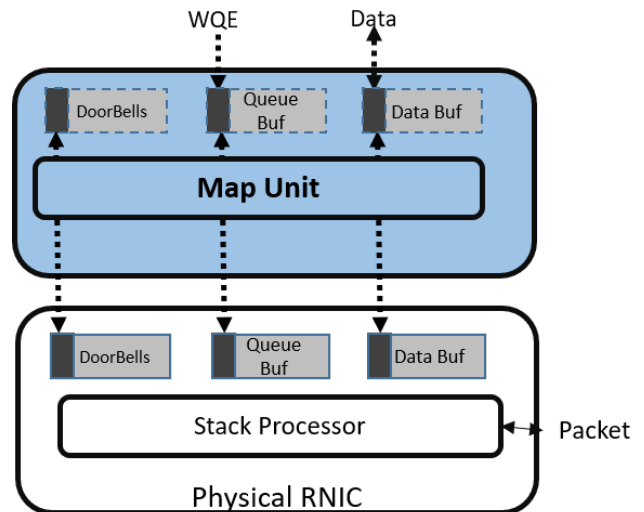 WQE Data
DoorBells Queue Buf Data Buf
Map Unit
DoorBells Queue Buf Data Buf
Stack Processor
Packet
Physical RNIC